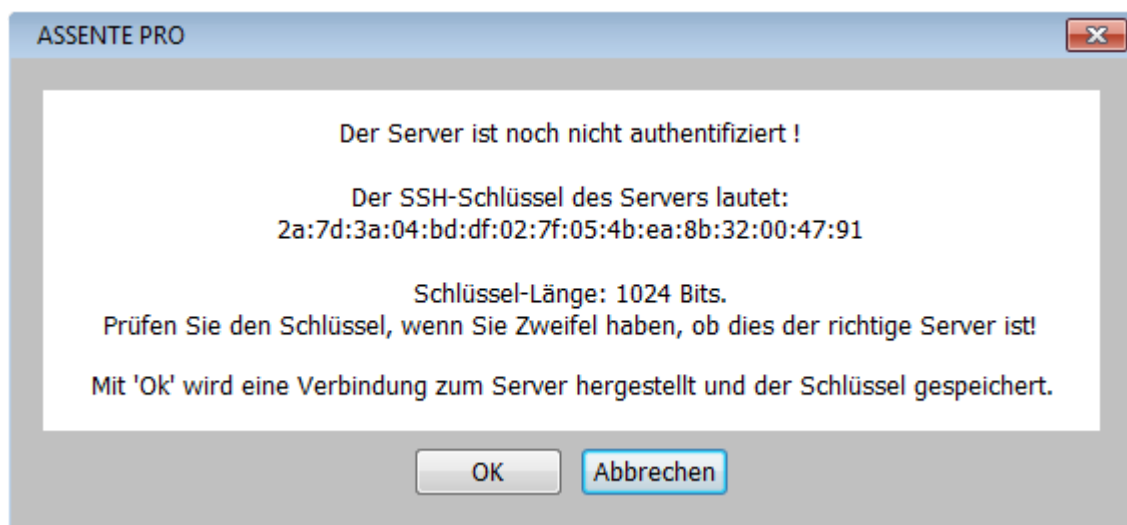 ASSENTE PRO
Der Server ist noch nicht authentifiziert !
Der SSH-Schlüssel des Servers lautet:
2a:7d:3a:04:bd:df:02:7f:05:4b:ea:8b:32:00:47:91
Schlüssel-Länge: 1024 Bits.
Prüfen Sie den Schlüssel, wenn Sie Zweifel haben, ob dies der richtige Server ist!
Mit 'Ok' wird eine Verbindung zum Server hergestellt und der Schlüssel gespeichert.
OK Abbrechen